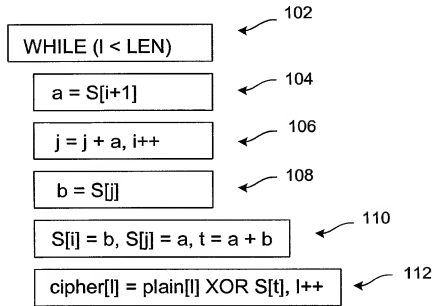 102
WHILE (I < LEN)
104
a = S[i+1]
106
j = j + a, i++
108
b = S[j]
110
S[i] = b, S[j] = a, t = a + b
112
cipher[I] = plain[I] XOR S[t], I++